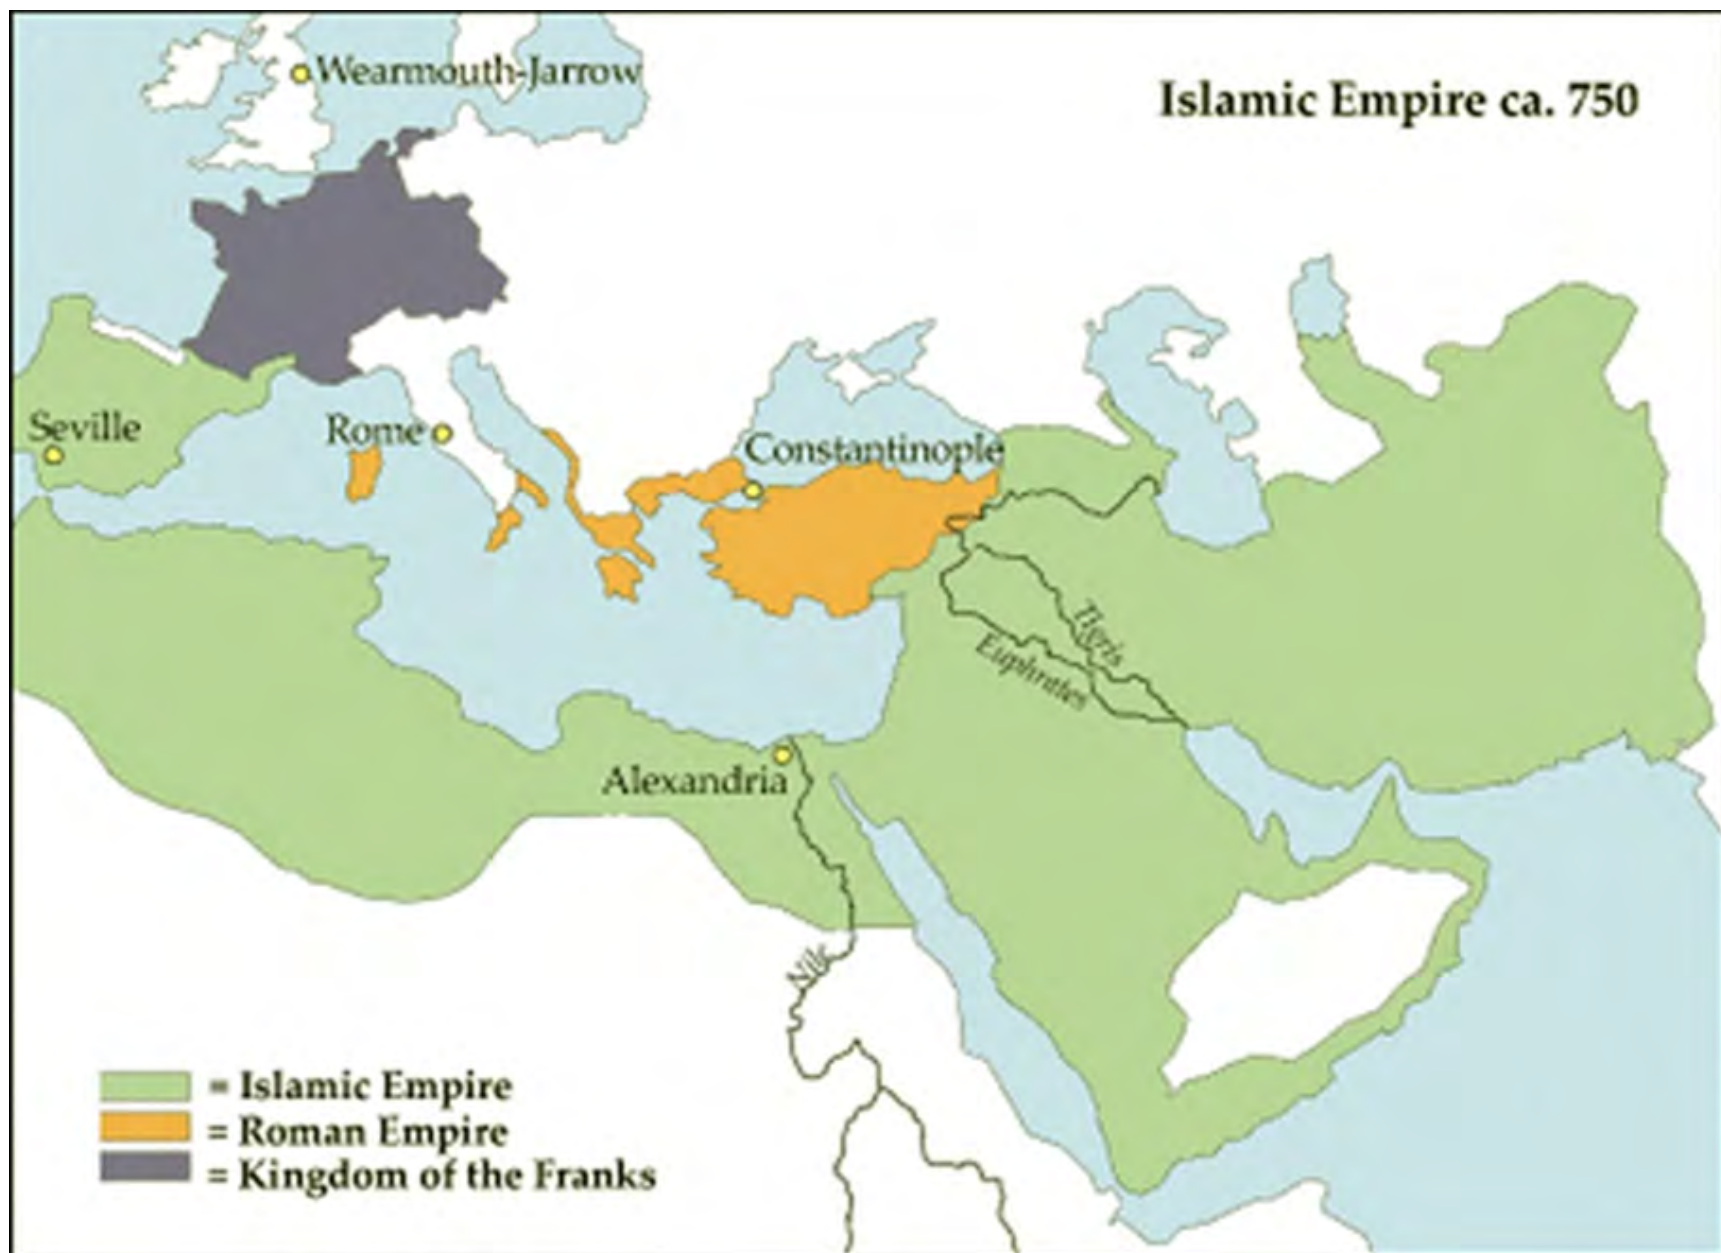 Wearmouth-Jarrow
Islamic Empire ca. 750
Seville
Rome
Constantinople
Tigris
Euphrates
Alexandria
Nile
= Islamic Empire
= Roman Empire
= Kingdom of the Franks